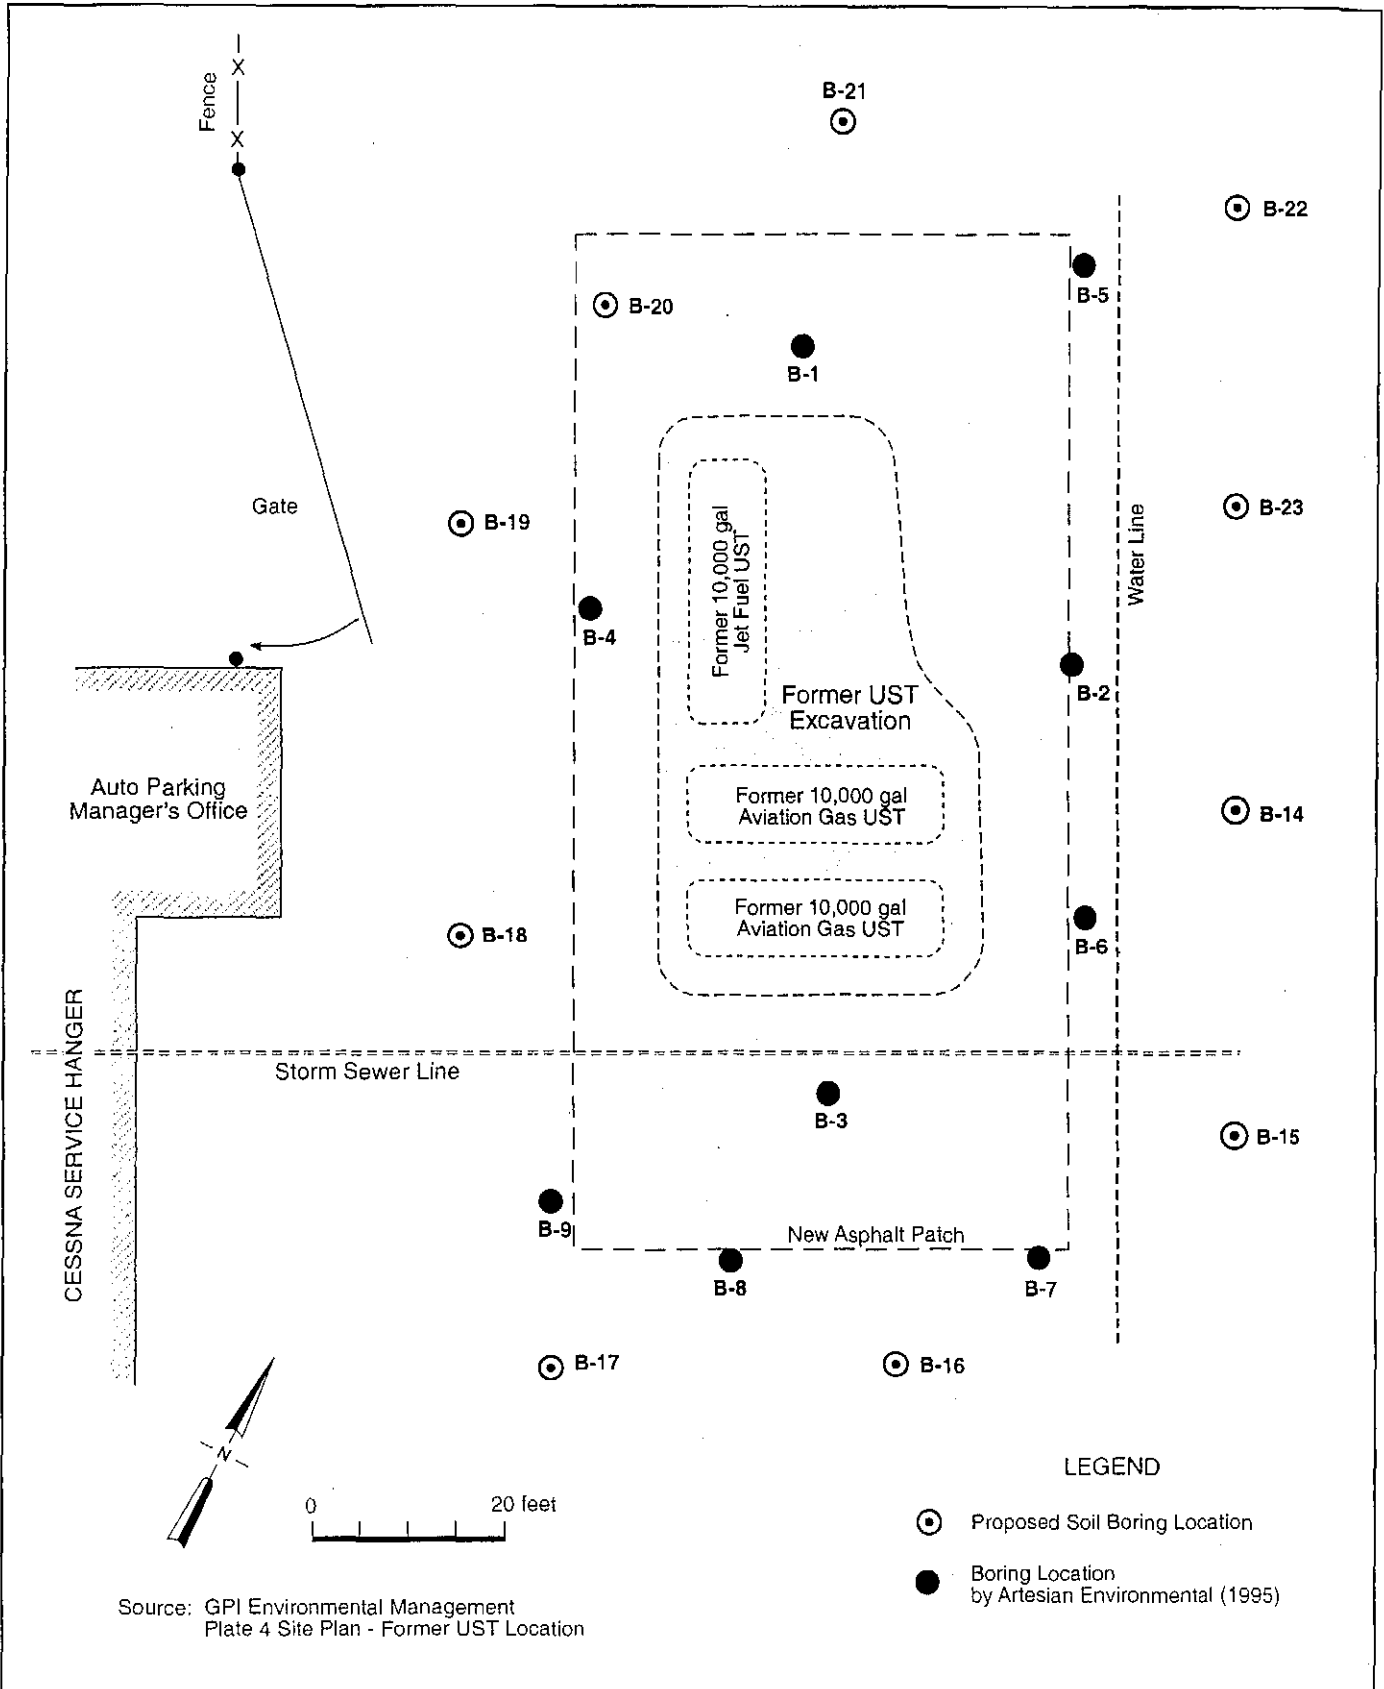 B-21
Fence
X
X
B-22
B-5
B-20
B-1
Gate
B-19
B-23
Former 10,000 gal
Jet Fuel UST
Water Line
B-4
B-2
Former UST
Excavation
Auto Parking
Manager's Office
Former 10,000 gal
Aviation Gas UST
B-14
Former 10,000 gal
Aviation Gas UST
B-18
B-6
CESSNA SERVICE HANGER
Storm Sewer Line
B-3
B-15
B-9
New Asphalt Patch
B-8
B-7
B-17
B-16
N
LEGEND
0 20 feet
Proposed Soil Boring Location
Boring Location
by Artesian Environmental (1995)
Source: GPI Environmental Management
Plate 4 Site Plan - Former UST Location